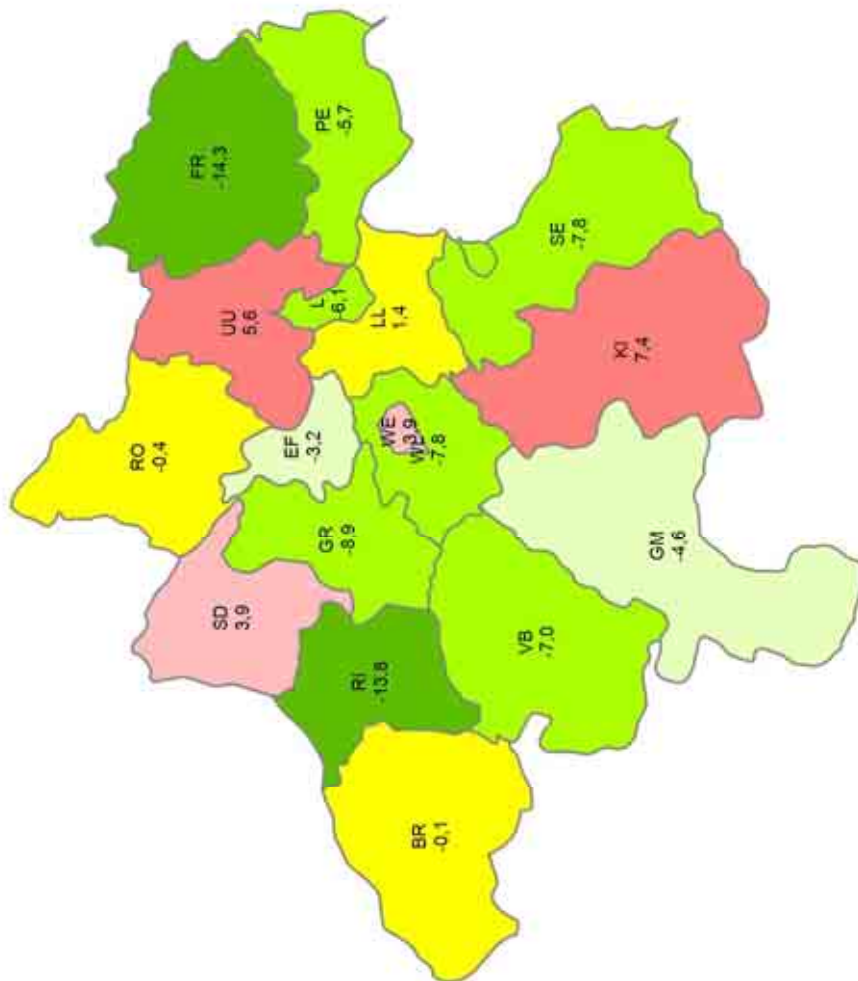 RO
-0,4
FR
-14,3
SD
3,9
UU
5,6
EF
-3,2
L
-6,1
PE
-5,7
GR
-8,9
RI
-13,8
LL
1,4
WE
3,9
-7,8
BR
-0,1
VB
-7,0
SE
-7,8
KI
7,4
GM
-4,6